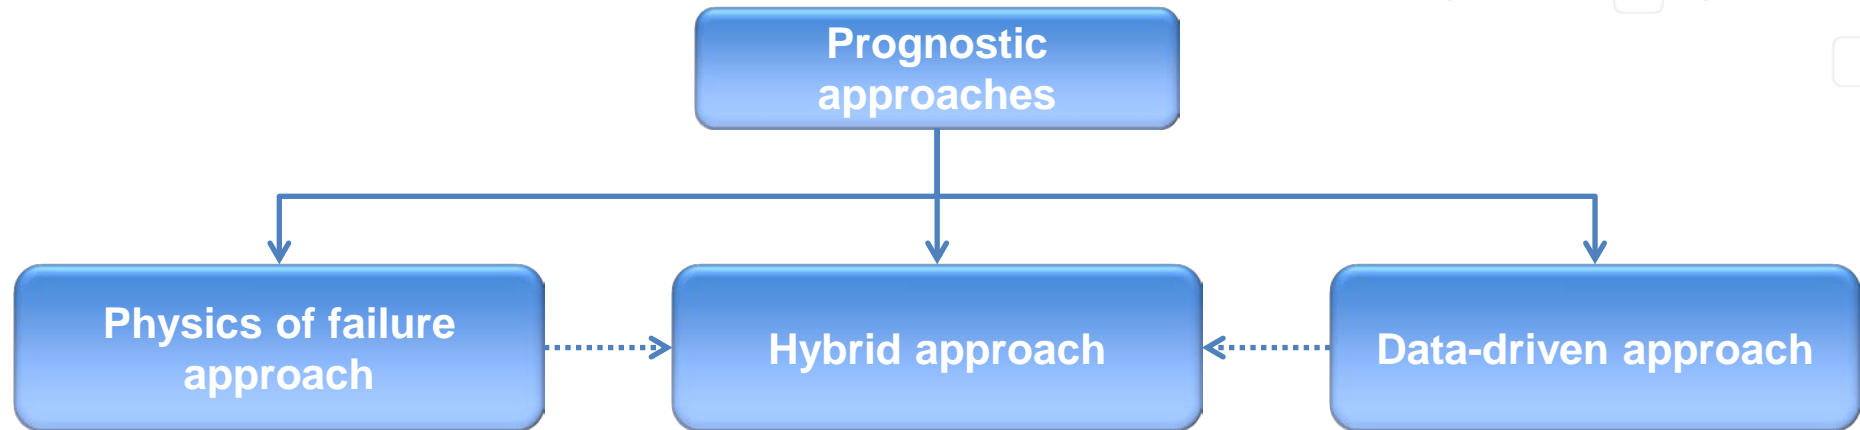 Prognostic
approaches
Physics of failure
approach
Hybrid approach
Data-driven approach